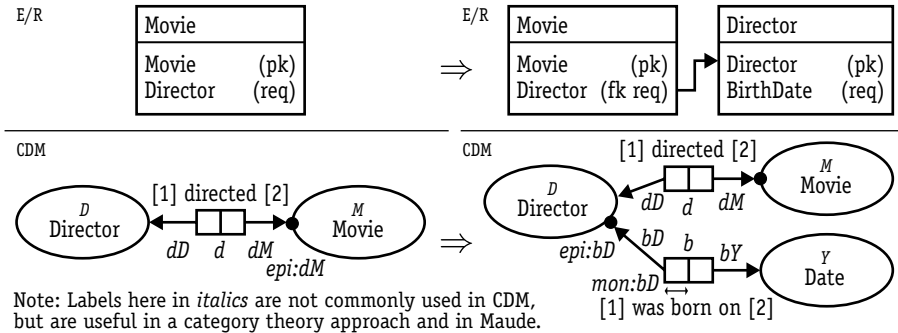 E/R
Movie
Movie (pk)
Director (req)
⇒
E/R
Movie
Movie (pk)
Director (fk req)
Director
Director (pk)
BirthDate (req)
CDM
D
Director
[1] directed [2]
dD d dM
epi:dM
M
Movie
⇒
CDM
[1] directed [2]
D
Director
dD d dM
M
Movie
epi:bD
bD b bY
mon:bD
[1] was born on [2]
Y
Date
Note: Labels here in italics are not commonly used in CDM,
but are useful in a category theory approach and in Maude.